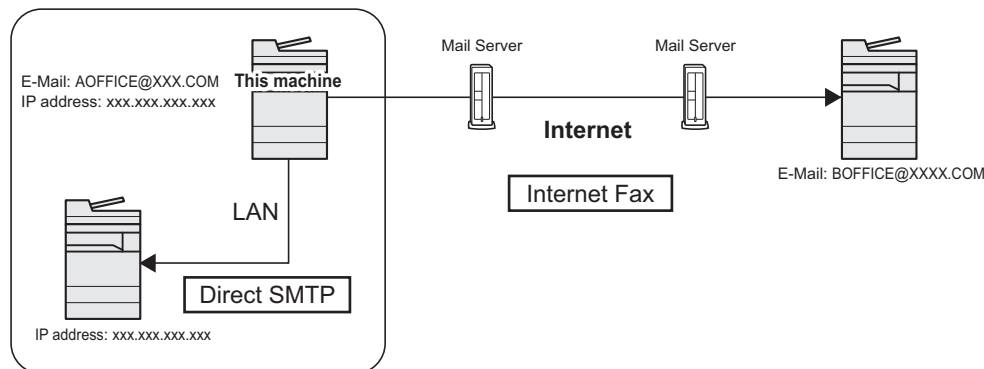 E-Mail: AOFFICE@XXX.COM
IP address: xxx.xxx.xxx.xxx
This machine
Mail Server
Mail Server
Internet
Internet Fax
E-Mail: BOFFICE@XXXX.COM
LAN
Direct SMTP
IP address: xxx.xxx.xxx.xxx